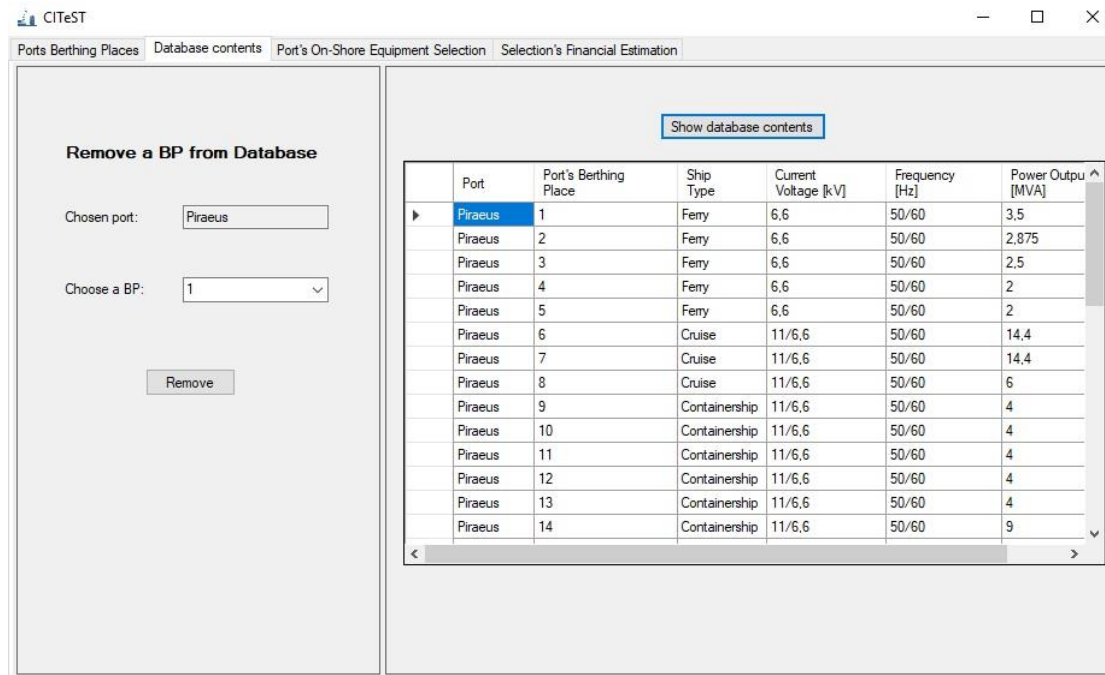 CITeST
Ports Berthing Places Database contents Port's On-Shore Equipment Selection Selection's Financial Estimation
Remove a BP from Database
Chosen port: Piraeus
Choose a BP: 1
Remove
Show database contents
Port Port's Berthing Place Ship Type Current Voltage [kV] Frequency [Hz] Power Outpu [MVA]
Piraeus 1 Ferry 6,6 50/60 3,5
Piraeus 2 Ferry 6,6 50/60 2,875
Piraeus 3 Ferry 6,6 50/60 2,5
Piraeus 4 Ferry 6,6 50/60 2
Piraeus 5 Ferry 6,6 50/60 2
Piraeus 6 Cruise 11/6,6 50/60 14,4
Piraeus 7 Cruise 11/6,6 50/60 14,4
Piraeus 8 Cruise 11/6,6 50/60 6
Piraeus 9 Containership 11/6,6 50/60 4
Piraeus 10 Containership 11/6,6 50/60 4
Piraeus 11 Containership 11/6,6 50/60 4
Piraeus 12 Containership 11/6,6 50/60 4
Piraeus 13 Containership 11/6,6 50/60 4
Piraeus 14 Containership 11/6,6 50/60 9